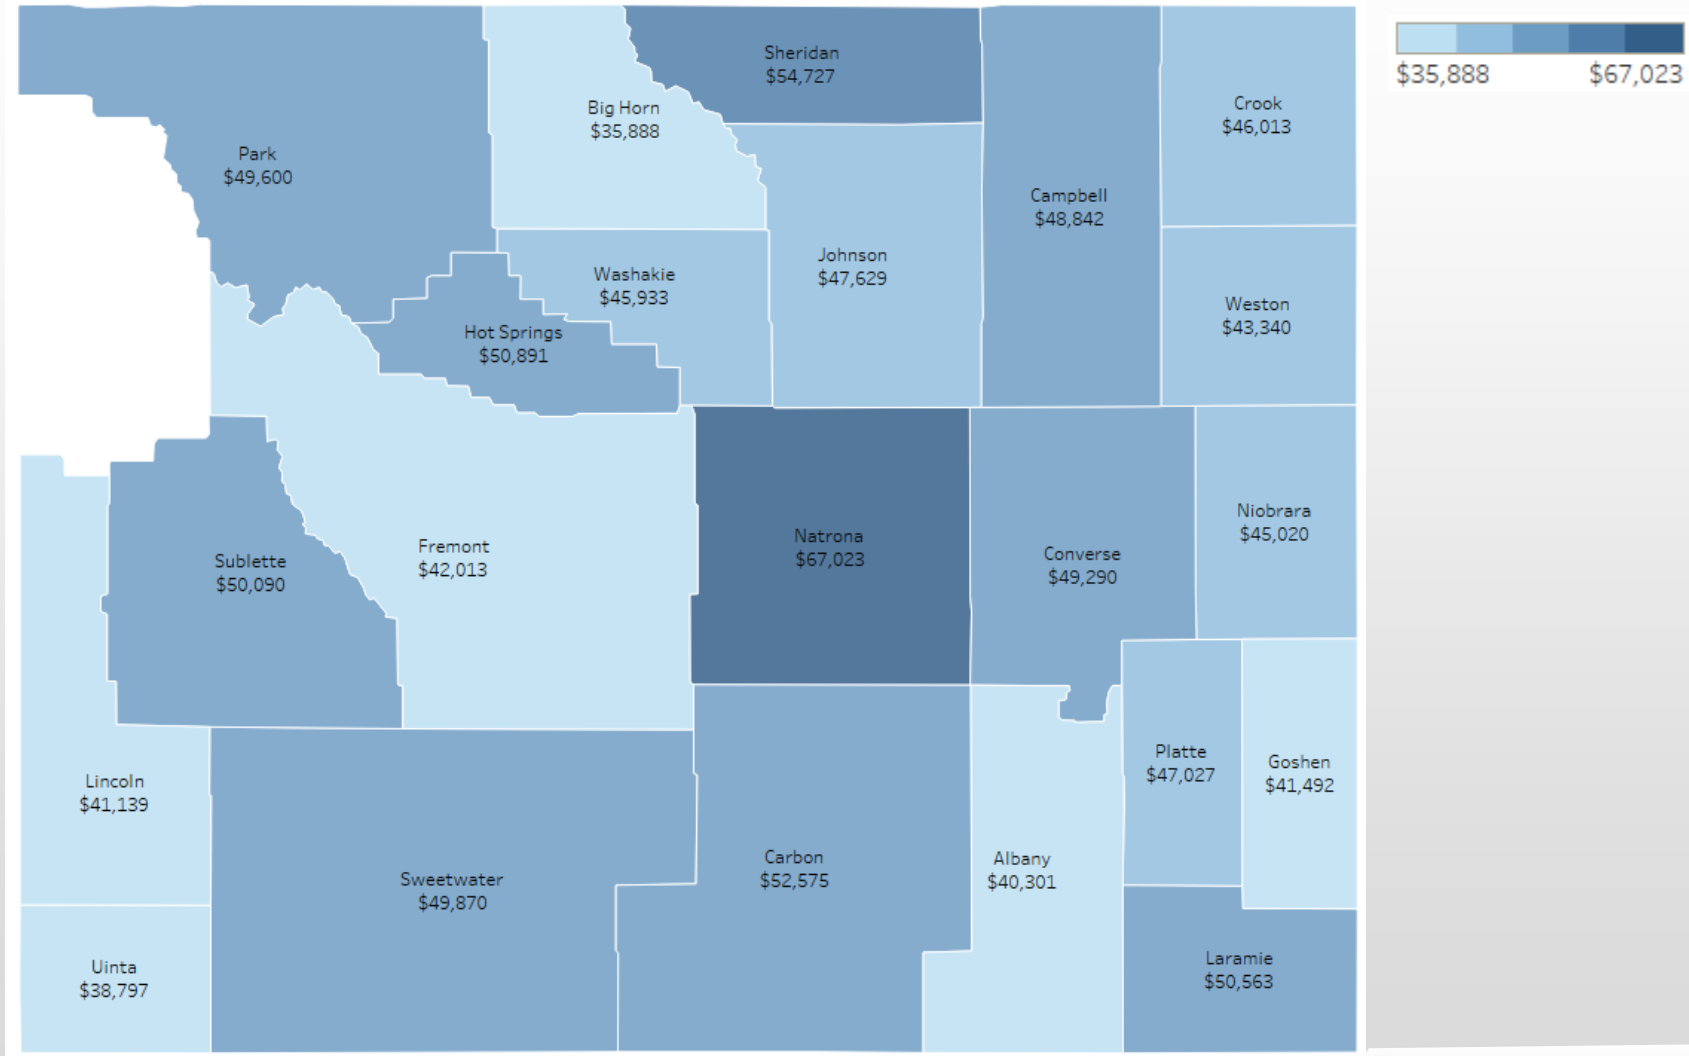 Sheridan
$54,727
$35,888 $67,023
Big Horn
$35,888
Crook
$46,013
Park
$49,600
Campbell
$48,842
Johnson
$47,629
Washakie
$45,933
Weston
$43,340
Hot Springs
$50,891
Niobrara
$45,020
Natrona
$67,023
Fremont
$42,013
Converse
$49,290
Sublette
$50,090
Platte
$47,027
Goshen
$41,492
Lincoln
$41,139
Carbon
$52,575
Albany
$40,301
Sweetwater
$49,870
Laramie
$50,563
Uinta
$38,797